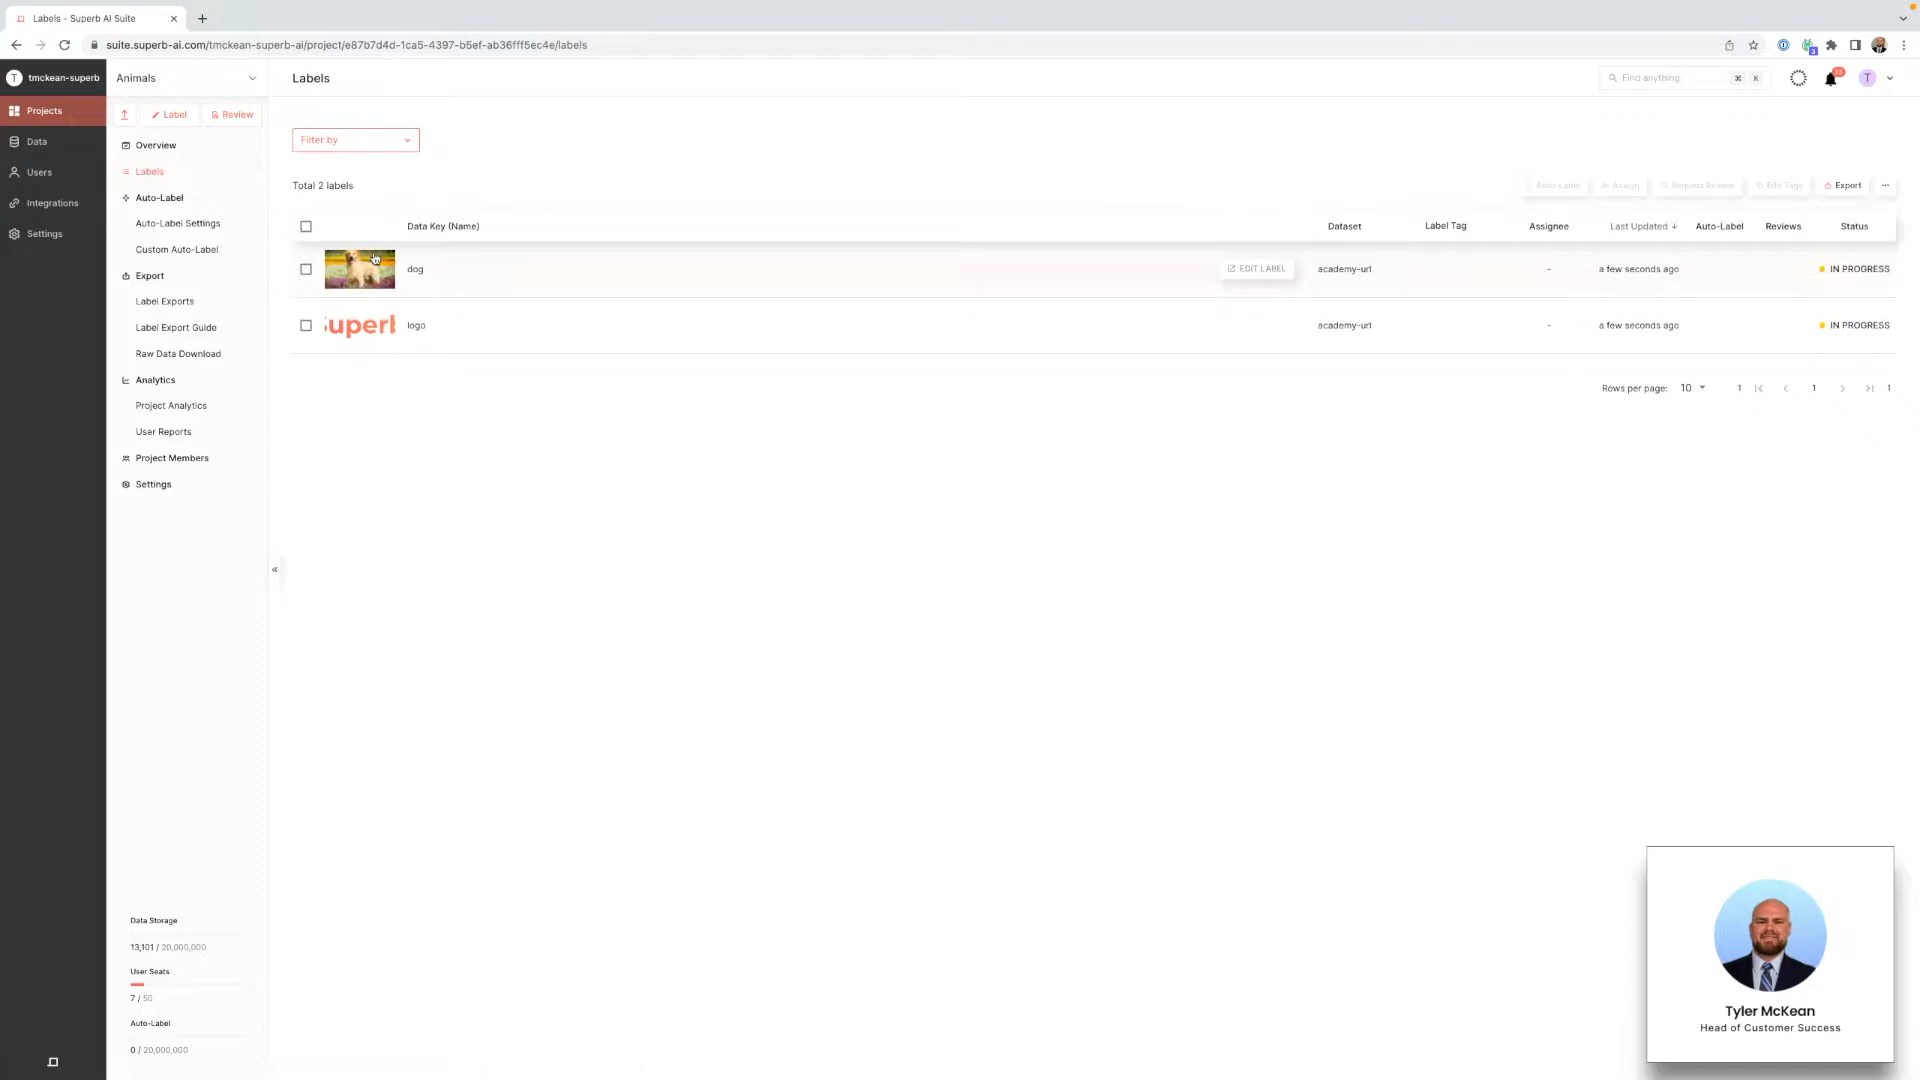 Labels - Superb AI Suite
suite.superb-ai.com/tmckean-superb-ai/project/e87b7d4d-1ca5-4397-b5ef-ab36fff5ec4e/labels
3
T tmckean-superb
Animals
Labels
Find anything
⌘ K
23
T
Projects
Data
Users
Integrations
Settings
Label
Review
Overview
Labels
Auto-Label
Auto-Label Settings
Custom Auto-Label
Export
Label Exports
Label Export Guide
Raw Data Download
Analytics
Project Analytics
User Reports
Project Members
Settings
Data Storage
13,101 / 20,000,000
User Seats
7 / 50
Auto-Label
0 / 20,000,000
Filter by
Total 2 labels
Auto-Label Assign Request Review Edit Tags Export ...
Data Key (Name) Dataset Label Tag Assignee Last Updated ↓ Auto-Label Reviews Status
dog EDIT LABEL academy-url - a few seconds ago IN PROGRESS
Superb logo academy-url - a few seconds ago IN PROGRESS
Rows per page: 10 1 1 1
Tyler McKean
Head of Customer Success